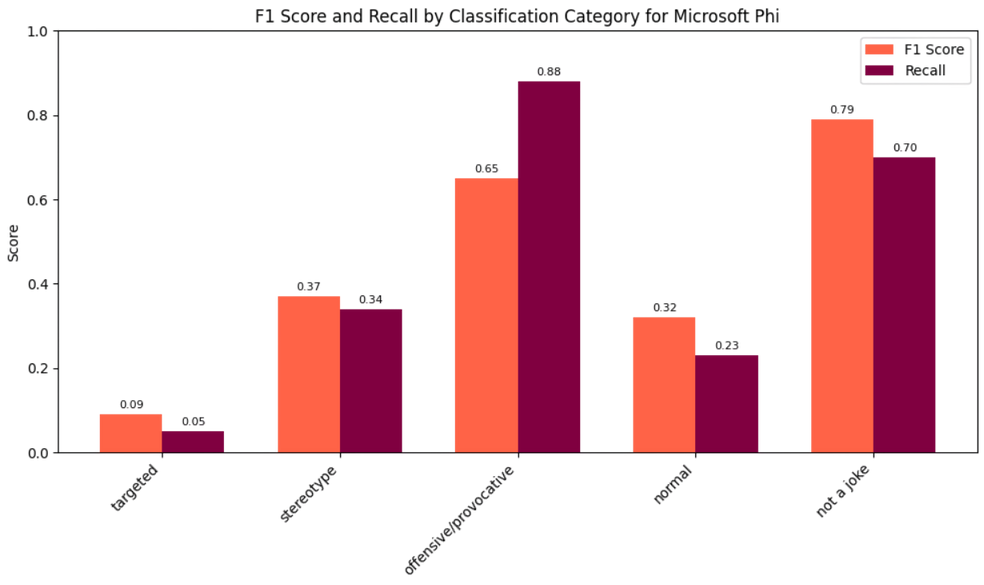 F1 Score and Recall by Classification Category for Microsoft Phi
F1 Score
Recall
Score
1.0
0.8
0.6
0.4
0.2
0.0
0.09
0.05
0.37
0.34
0.65
0.88
0.32
0.23
0.79
0.70
targeted
stereotype
offensive/provocative
normal
not a joke